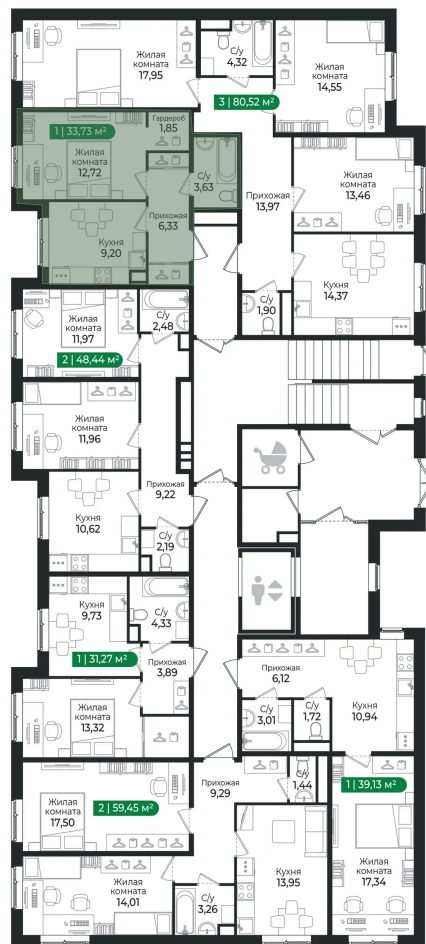 Жилая
комната
17,95
С/у
4,32
Жилая
комната
14,55
3 | 80,52 м²
1 | 33,73 м²
Гардероб
1,85
Жилая
комната
12,72
С/у
3,63
Жилая
комната
13,46
Прихожая
13,97
Прихожая
6,33
Кухня
9,20
Кухня
14,37
С/у
1,90
Жилая
комната
11,97
С/у
2,48
2 | 48,44 м²
Жилая
комната
11,96
Прихожая
9,22
Кухня
10,62
С/у
2,19
Кухня
9,73
С/у
4,33
1 | 31,27 м²
Прихожая
3,89
Прихожая
6,12
Жилая
комната
13,32
С/у
3,01
С/у
1,72
Кухня
10,94
Прихожая
9,29
С/у
1,44
1 | 39,13 м²
Жилая
комната
17,50
2 | 59,45 м²
Жилая
комната
17,34
Кухня
13,95
Жилая
комната
14,01
С/у
3,26